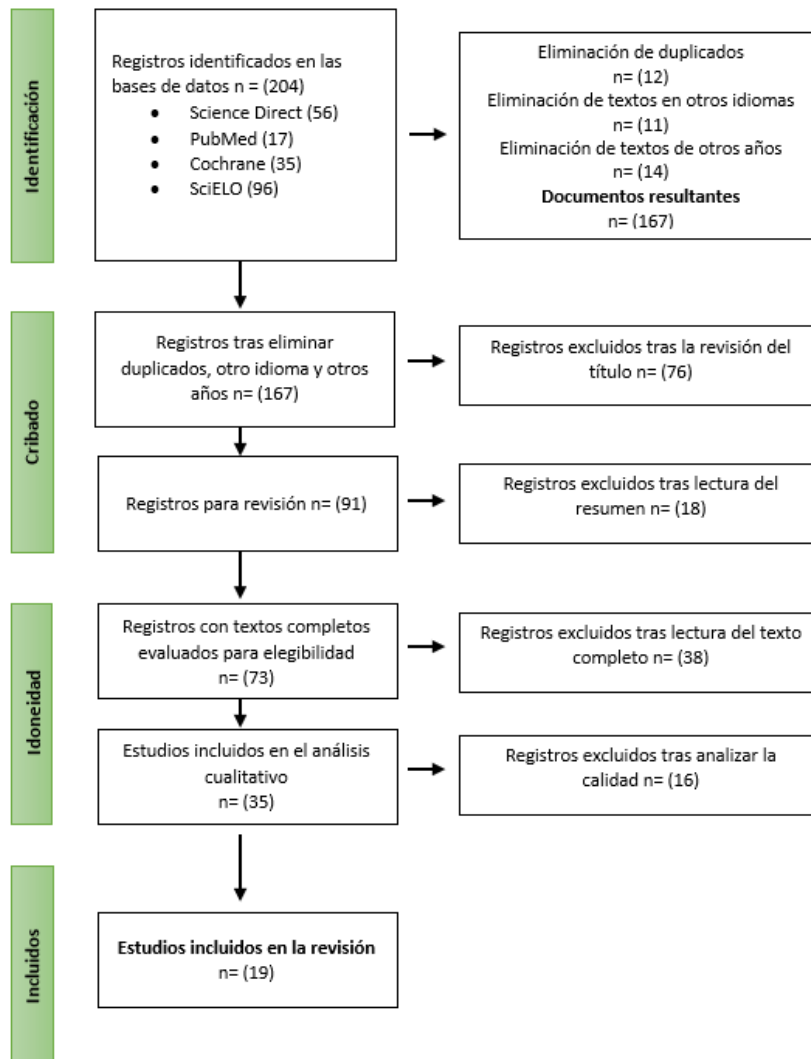 Identificación
Registros identificados en las
bases de datos n = (204)
● Science Direct (56)
● PubMed (17)
● Cochrane (35)
● SciELO (96)
Eliminación de duplicados
n= (12)
Eliminación de textos en otros idiomas
n= (11)
Eliminación de textos de otros años
n= (14)
Documentos resultantes
n= (167)
Cribado
Registros tras eliminar
duplicados, otro idioma y otros
años n= (167)
Registros excluidos tras la revisión del
título n= (76)
Registros para revisión n= (91)
Registros excluidos tras lectura del
resumen n= (18)
Idoneidad
Registros con textos completos
evaluados para elegibilidad
n= (73)
Registros excluidos tras lectura del texto
completo n= (38)
Estudios incluidos en el análisis
cualitativo
n= (35)
Registros excluidos tras analizar la
calidad n= (16)
Incluidos
Estudios incluidos en la revisión
n= (19)